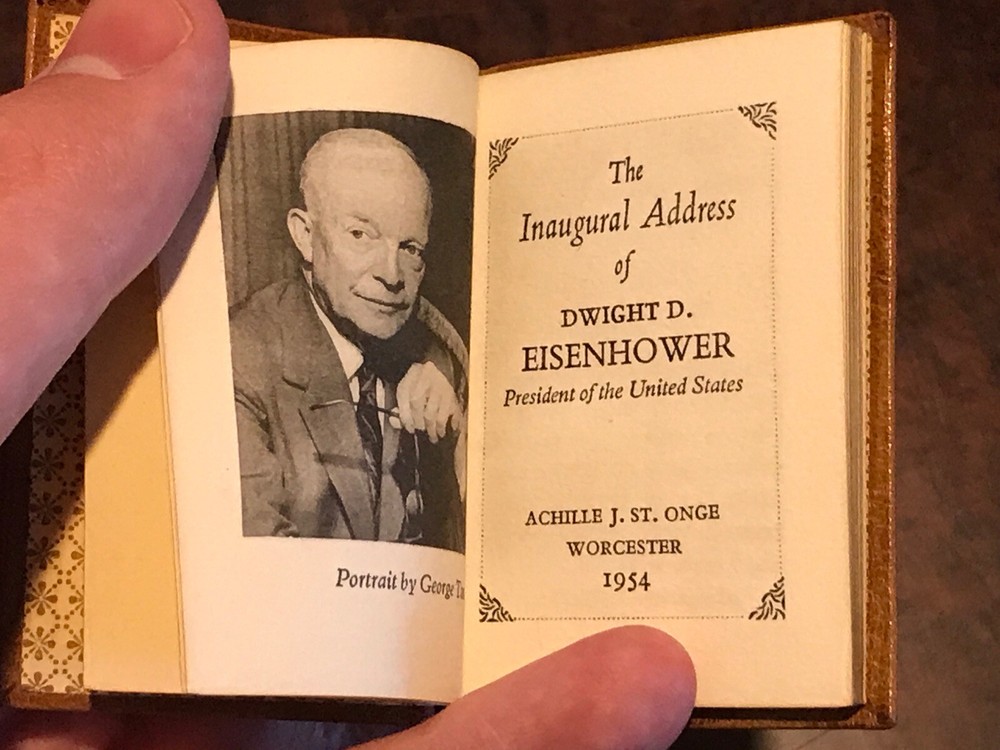 Portrait by George
The
Inaugural Address
of
DWIGHT D.
EISENHOWER
President of the United States
ACHILLE J. ST. ONGE
WORCESTER
1954